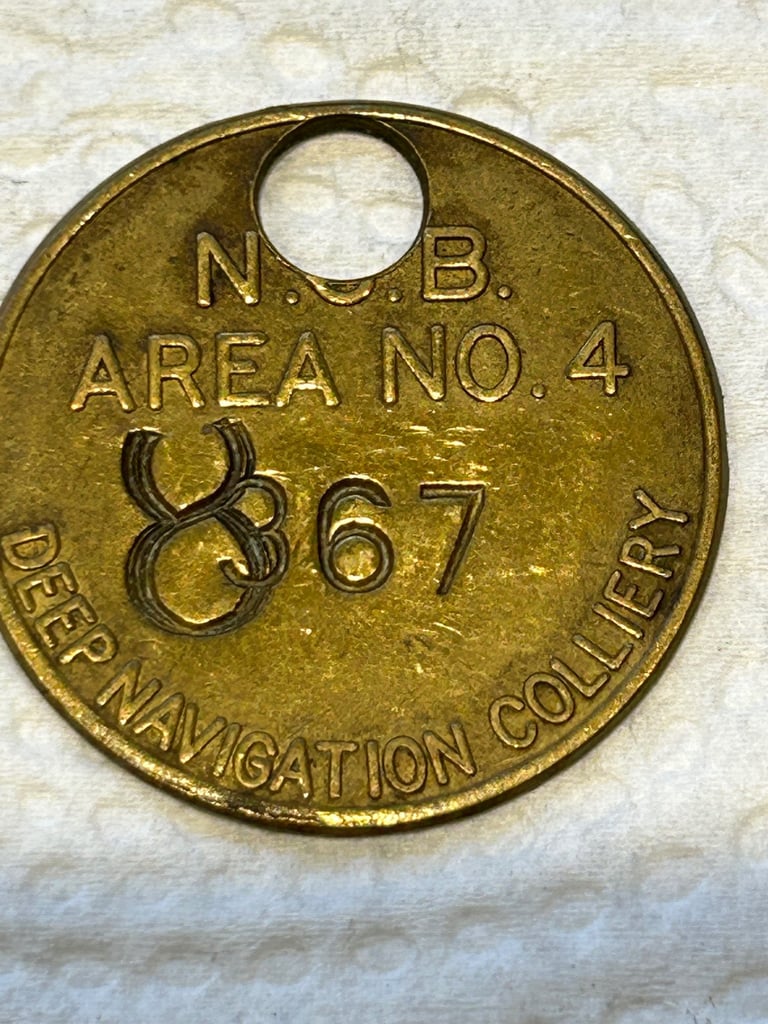 N.C.B.
AREA NO. 4
8367
DEEP NAVIGATION COLLIERY